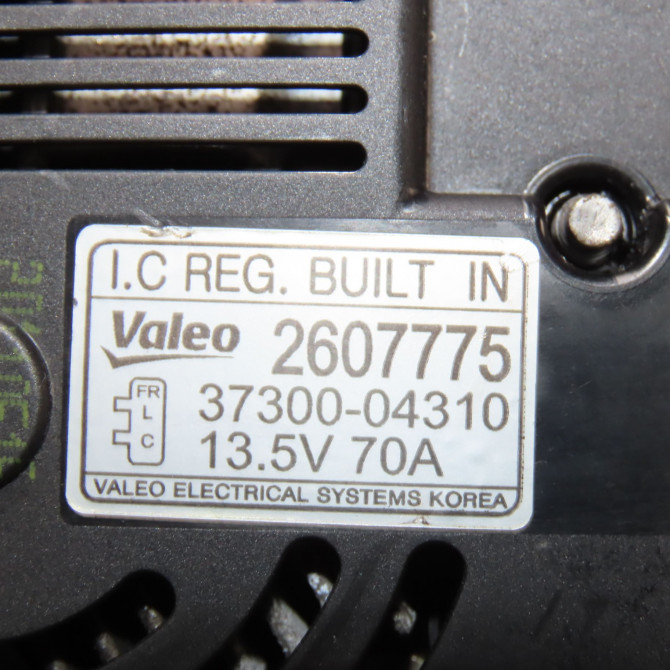 I.C REG. BUILT IN
Valeo 2607775
FR
L
C
37300-04310
13.5V 70A
VALEO ELECTRICAL SYSTEMS KOREA